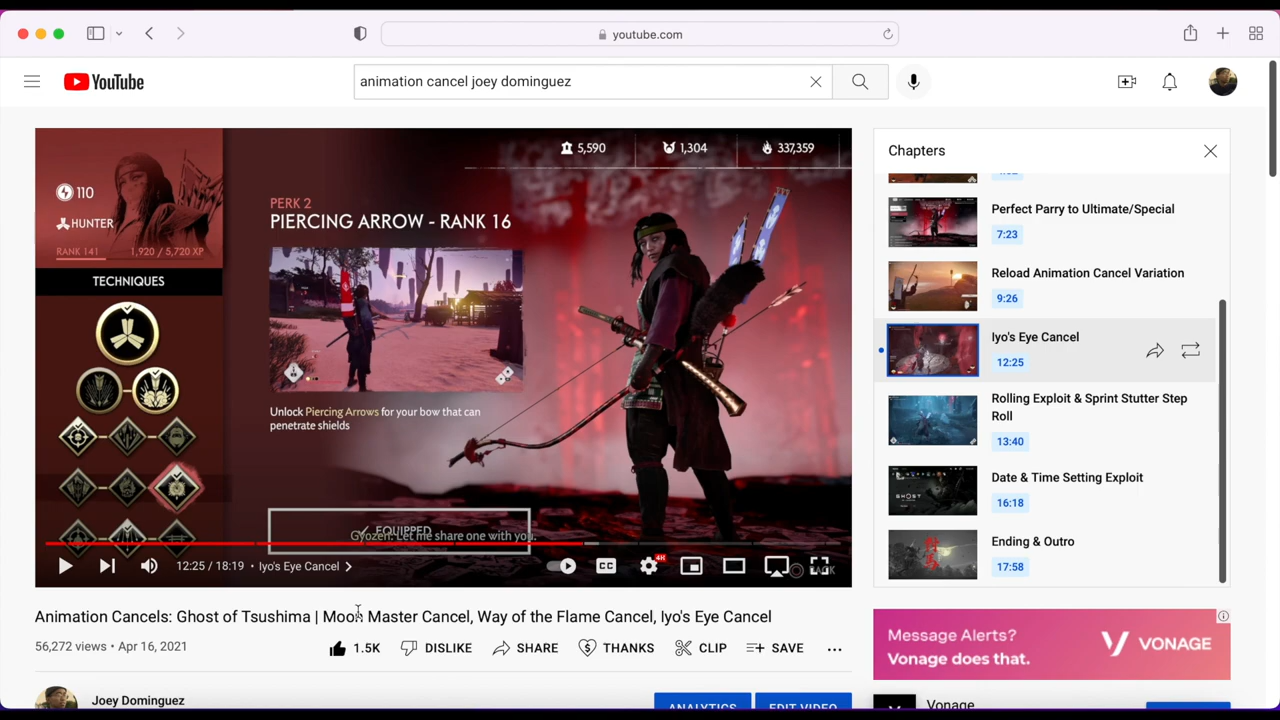 youtube.com
YouTube
animation cancel joey dominguez
110
HUNTER
RANK 141
1,920 / 5,720 XP
TECHNIQUES
5,590
1,304
337,359
PERK 2
PIERCING ARROW - RANK 16
Unlock Piercing Arrows for your bow that can
penetrate shields
EQUIPPED
Gyozen: Let me share one with you.
BACK
12:25 / 18:19 • Iyo's Eye Cancel
CC
4K
Chapters
Perfect Parry to Ultimate/Special
7:23
Reload Animation Cancel Variation
9:26
Iyo's Eye Cancel
12:25
Rolling Exploit & Sprint Stutter Step
Roll
13:40
Date & Time Setting Exploit
16:18
GHOST
Ending & Outro
17:58
Animation Cancels: Ghost of Tsushima | Moon Master Cancel, Way of the Flame Cancel, Iyo's Eye Cancel
56,272 views • Apr 16, 2021
1.5K
DISLIKE
SHARE
THANKS
CLIP
SAVE
Joey Dominguez
ANALYTICS
EDIT VIDEO
Message Alerts?
Vonage does that.
VONAGE
Vonage